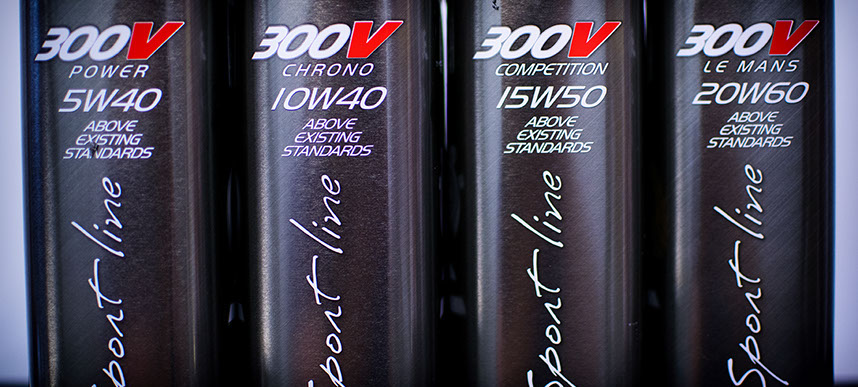 300V
POWER
5W40
ABOVE
EXISTING
STANDARDS
Sport line
300V
CHRONO
10W40
ABOVE
EXISTING
STANDARDS
Sport line
300V
COMPETITION
15W50
ABOVE
EXISTING
STANDARDS
Sport line
300V
LE MANS
20W60
ABOVE
EXISTING
STANDARDS
Sport line